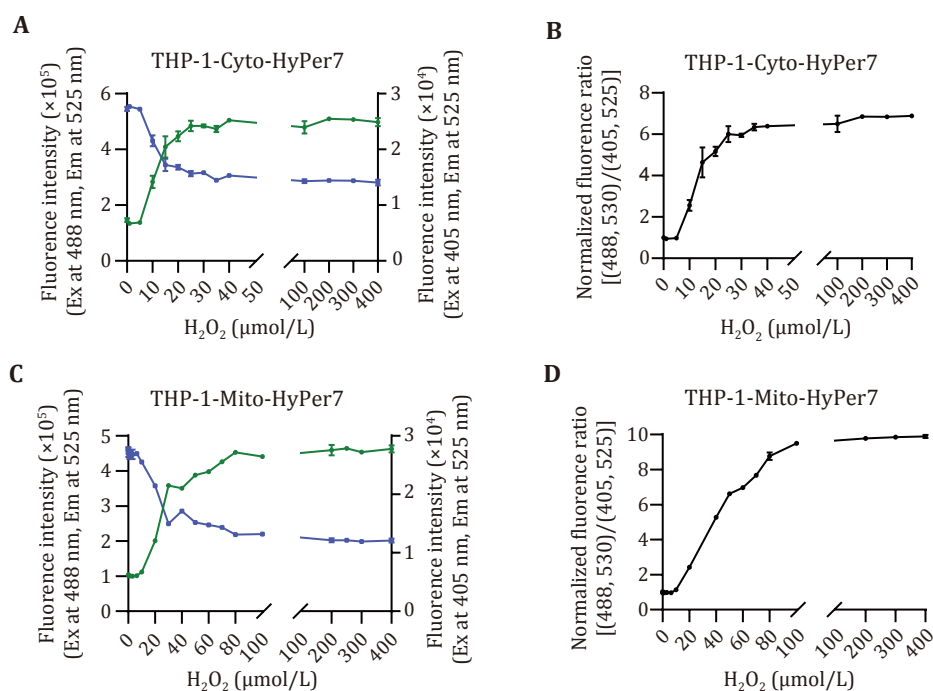 A
THP-1-Cyto-HyPer7
Fluorence intensity (×10⁵)
(Ex at 488 nm, Em at 525 nm)
6
4
2
0
3
2
1
0
Fluorence intensity (×10⁴)
(Ex at 405 nm, Em at 525 nm)
0
10
20
30
40
50
100
200
300
400
H₂O₂ (μmol/L)
B
THP-1-Cyto-HyPer7
Normalized fluorence ratio
[(488, 530)/(405, 525)]
8
6
4
2
0
0
10
20
30
40
50
100
200
300
400
H₂O₂ (μmol/L)
C
THP-1-Mito-HyPer7
Fluorence intensity (×10⁵)
(Ex at 488 nm, Em at 525 nm)
5
4
3
2
1
0
3
2
1
0
Fluorence intensity (×10⁴)
(Ex at 405 nm, Em at 525 nm)
0
20
40
60
80
100
100
200
300
400
H₂O₂ (μmol/L)
D
THP-1-Mito-HyPer7
Normalized fluorence ratio
[(488, 530)/(405, 525)]
10
8
6
4
2
0
0
20
40
60
80
100
100
200
300
400
H₂O₂ (μmol/L)